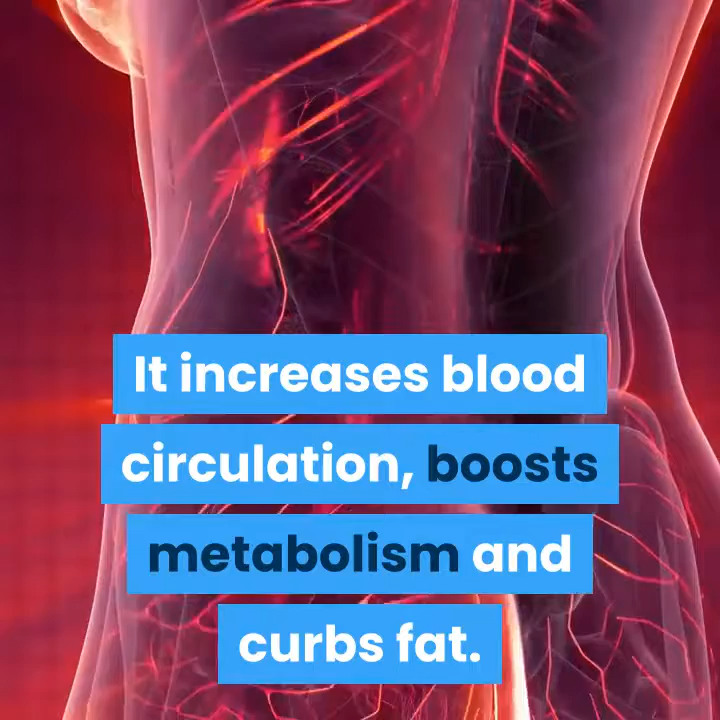 It increases blood
circulation, boosts
metabolism and
curbs fat.